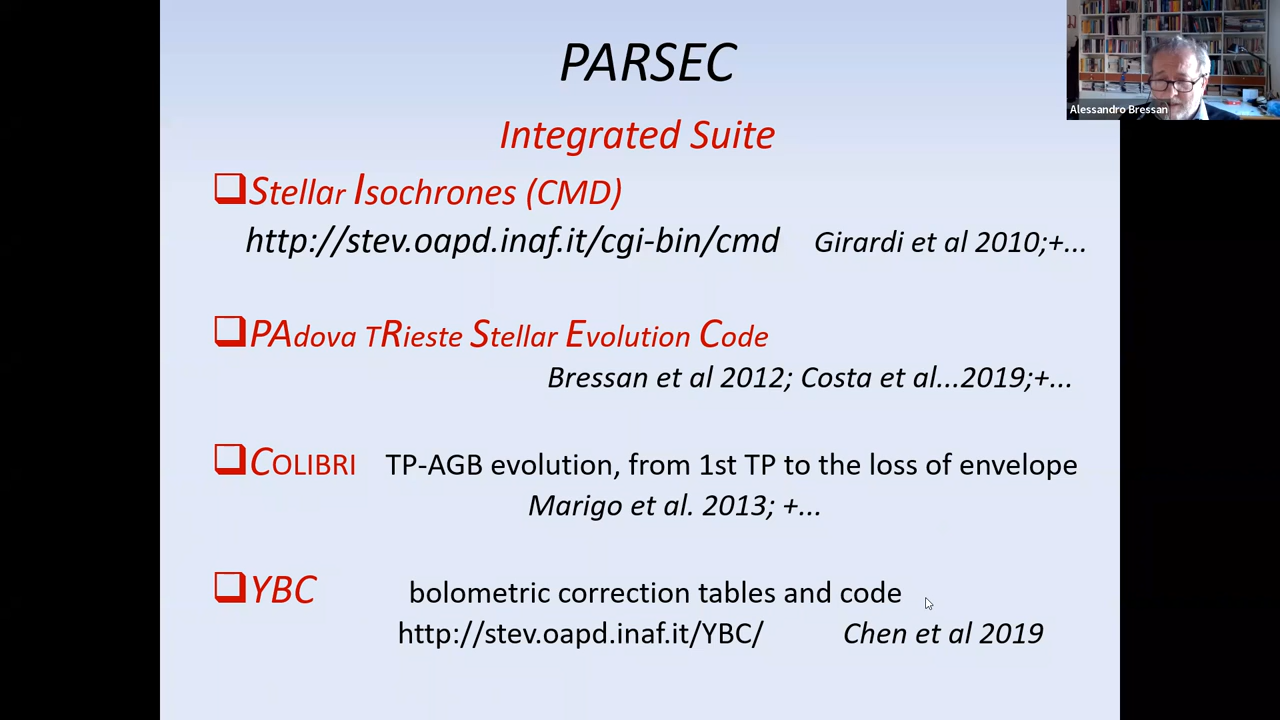 PARSEC
Alessandro Bressan
Integrated Suite
Stellar Isochrones (CMD)
http://stev.oapd.inaf.it/cgi-bin/cmd Girardi et al 2010;+...
PAdova TRieste Stellar Evolution Code
Bressan et al 2012; Costa et al...2019;+...
COLIBRI TP-AGB evolution, from 1st TP to the loss of envelope
Marigo et al. 2013; +...
YBC bolometric correction tables and code
http://stev.oapd.inaf.it/YBC/ Chen et al 2019